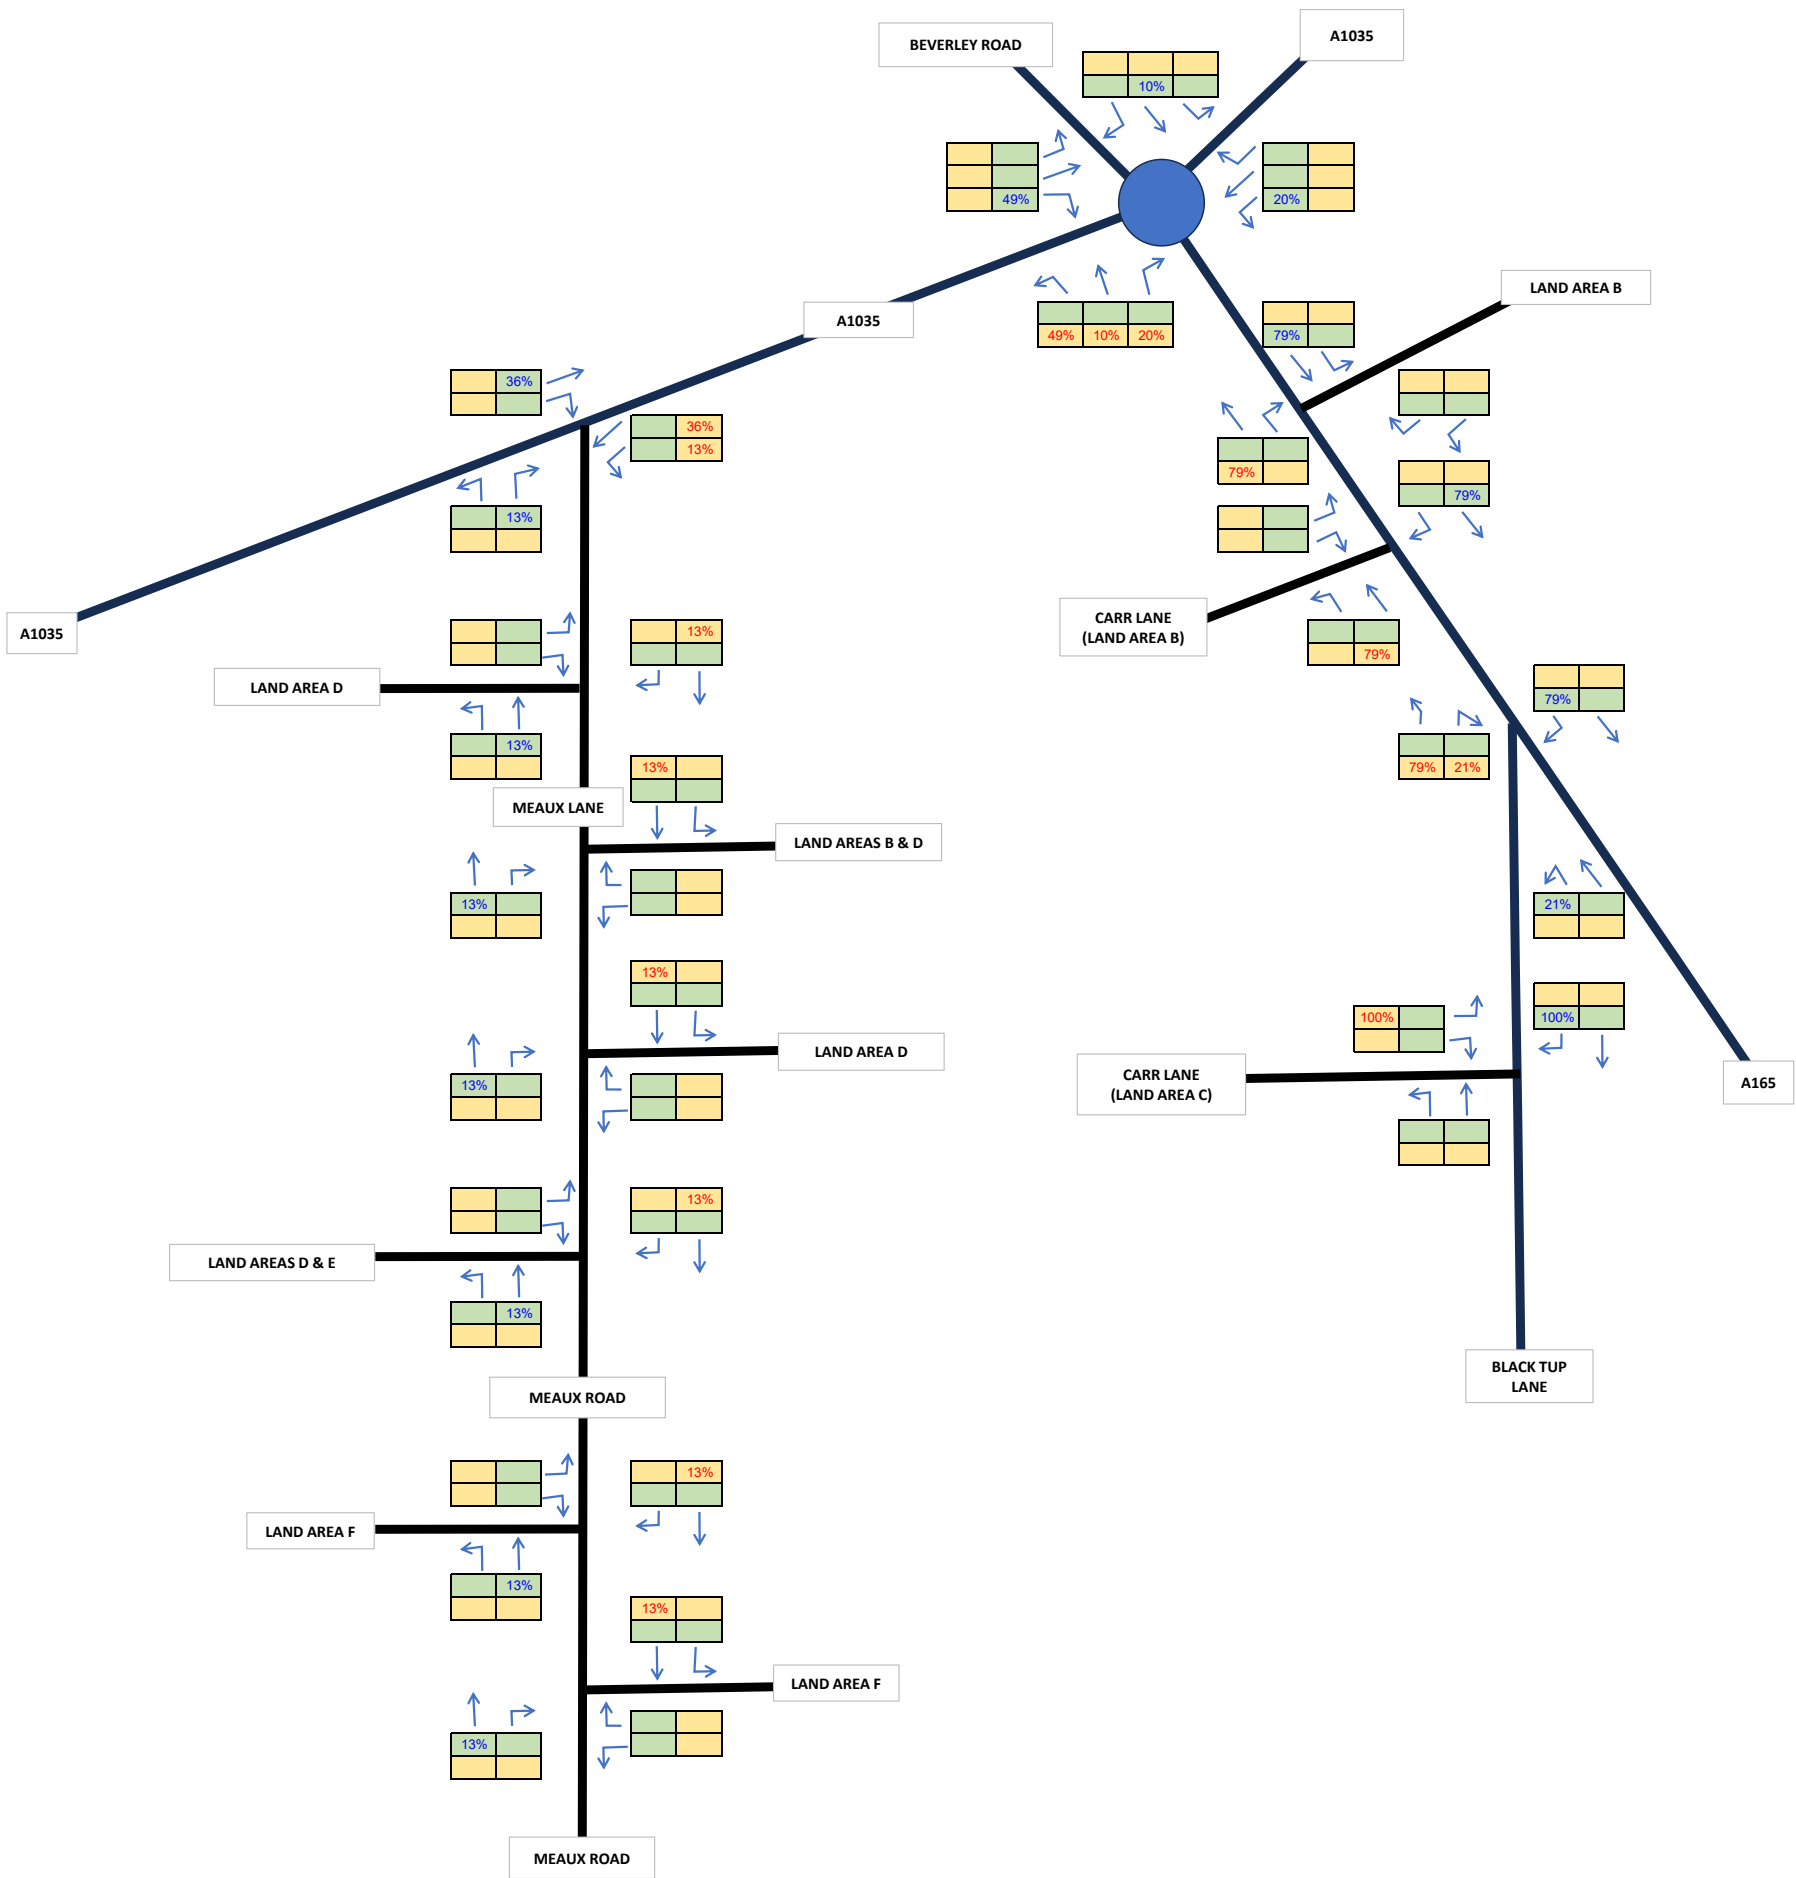 A1035
BEVERLEY ROAD
10%
49%
20%
LAND AREA B
A1035
49% 10% 20%
79%
36%
36%
13%
79%
79%
13%
CARR LANE
(LAND AREA B)
A1035
13%
79%
LAND AREA D
79%
13%
79% 21%
13%
MEAUX LANE
LAND AREAS B & D
13%
21%
13%
100%
100%
LAND AREA D
13%
CARR LANE
(LAND AREA C)
A165
13%
LAND AREAS D & E
13%
BLACK TUP
LANE
MEAUX ROAD
13%
LAND AREA F
13%
13%
LAND AREA F
13%
MEAUX ROAD